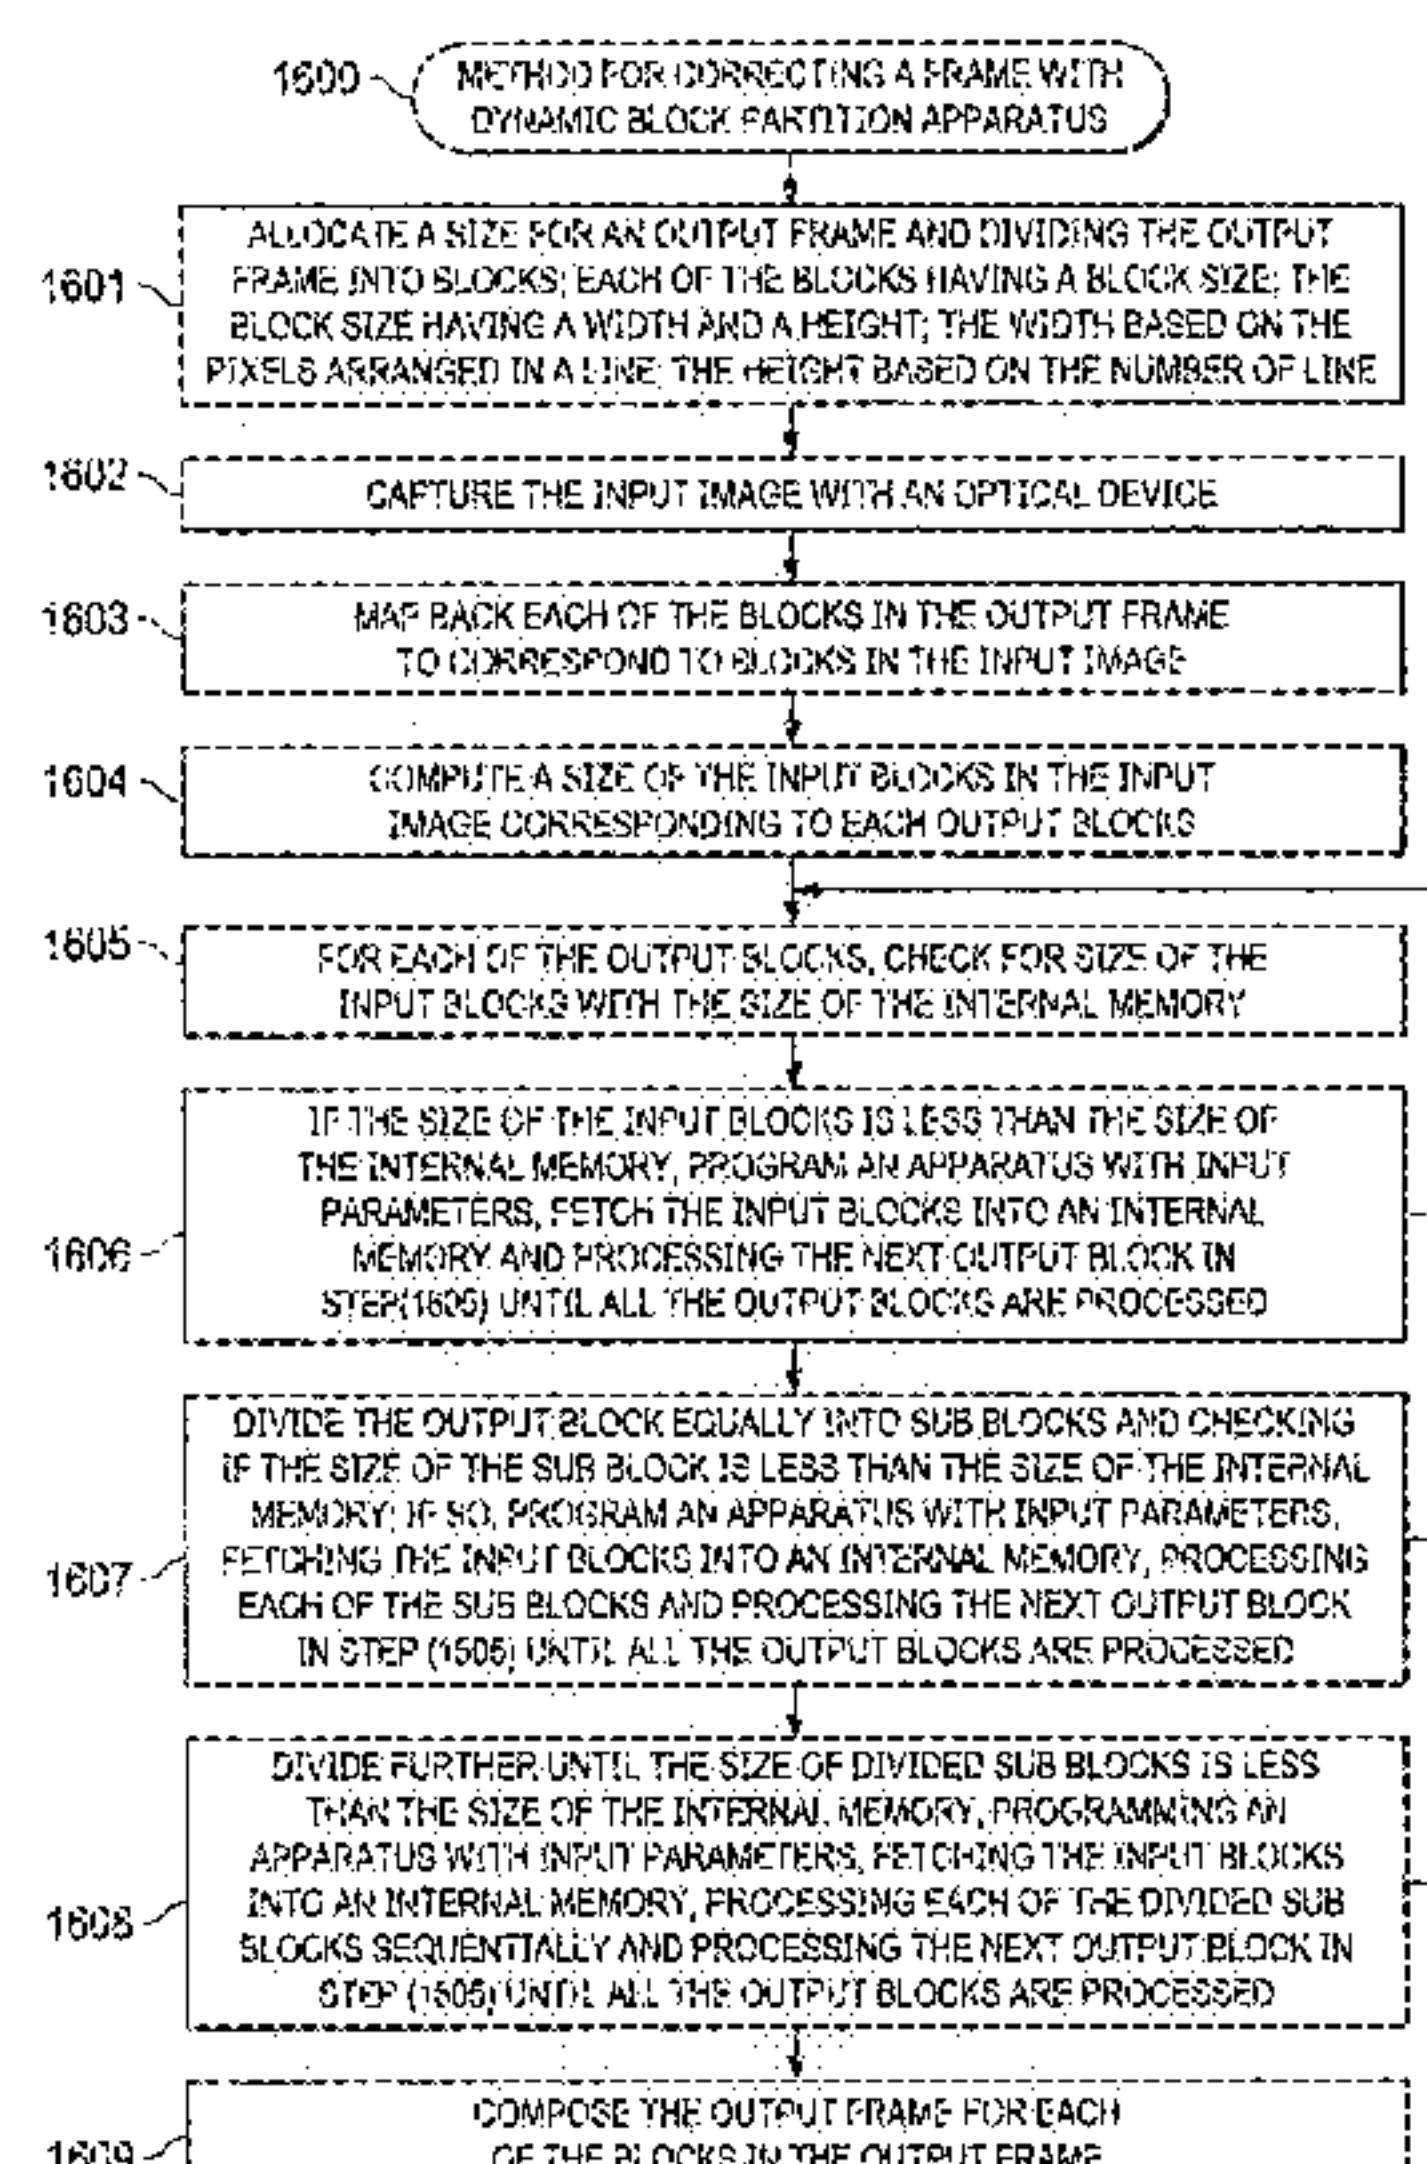 1600
METHOD FOR CORRECTING A FRAME WITH
DYNAMIC BLOCK PARTITION APPARATUS
1601
ALLOCATE A SIZE FOR AN OUTPUT FRAME AND DIVIDING THE OUTPUT
FRAME INTO BLOCKS; EACH OF THE BLOCKS HAVING A BLOCK SIZE; THE
BLOCK SIZE HAVING A WIDTH AND A HEIGHT; THE WIDTH BASED ON THE
PIXELS ARRANGED IN A LINE; THE HEIGHT BASED ON THE NUMBER OF LINE
1602
CAPTURE THE INPUT IMAGE WITH AN OPTICAL DEVICE
1603
MAP BACK EACH OF THE BLOCKS IN THE OUTPUT FRAME
TO CORRESPOND TO BLOCKS IN THE INPUT IMAGE
1604
COMPUTE A SIZE OF THE INPUT BLOCKS IN THE INPUT
IMAGE CORRESPONDING TO EACH OUTPUT BLOCKS
1605
FOR EACH OF THE OUTPUT BLOCKS, CHECK FOR SIZE OF THE
INPUT BLOCKS WITH THE SIZE OF THE INTERNAL MEMORY
1606
IF THE SIZE OF THE INPUT BLOCKS IS LESS THAN THE SIZE OF
THE INTERNAL MEMORY, PROGRAM AN APPARATUS WITH INPUT
PARAMETERS, FETCH THE INPUT BLOCKS INTO AN INTERNAL
MEMORY AND PROCESSING THE NEXT OUTPUT BLOCK IN
STEP(1605) UNTIL ALL THE OUTPUT BLOCKS ARE PROCESSED
1607
DIVIDE THE OUTPUT BLOCK EQUALLY INTO SUB BLOCKS AND CHECKING
IF THE SIZE OF THE SUB BLOCK IS LESS THAN THE SIZE OF THE INTERNAL
MEMORY; IF SO, PROGRAM AN APPARATUS WITH INPUT PARAMETERS,
FETCHING THE INPUT BLOCKS INTO AN INTERNAL MEMORY, PROCESSING
EACH OF THE SUB BLOCKS AND PROCESSING THE NEXT OUTPUT BLOCK
IN STEP (1605) UNTIL ALL THE OUTPUT BLOCKS ARE PROCESSED
1608
DIVIDE FURTHER UNTIL THE SIZE OF DIVIDED SUB BLOCKS IS LESS
THAN THE SIZE OF THE INTERNAL MEMORY, PROGRAMMING AN
APPARATUS WITH INPUT PARAMETERS, FETCHING THE INPUT BLOCKS
INTO AN INTERNAL MEMORY, PROCESSING EACH OF THE DIVIDED SUB
BLOCKS SEQUENTIALLY AND PROCESSING THE NEXT OUTPUT BLOCK IN
STEP (1605) UNTIL ALL THE OUTPUT BLOCKS ARE PROCESSED
1609
COMPOSE THE OUTPUT FRAME FOR EACH
OF THE BLOCKS IN THE OUTPUT FRAME